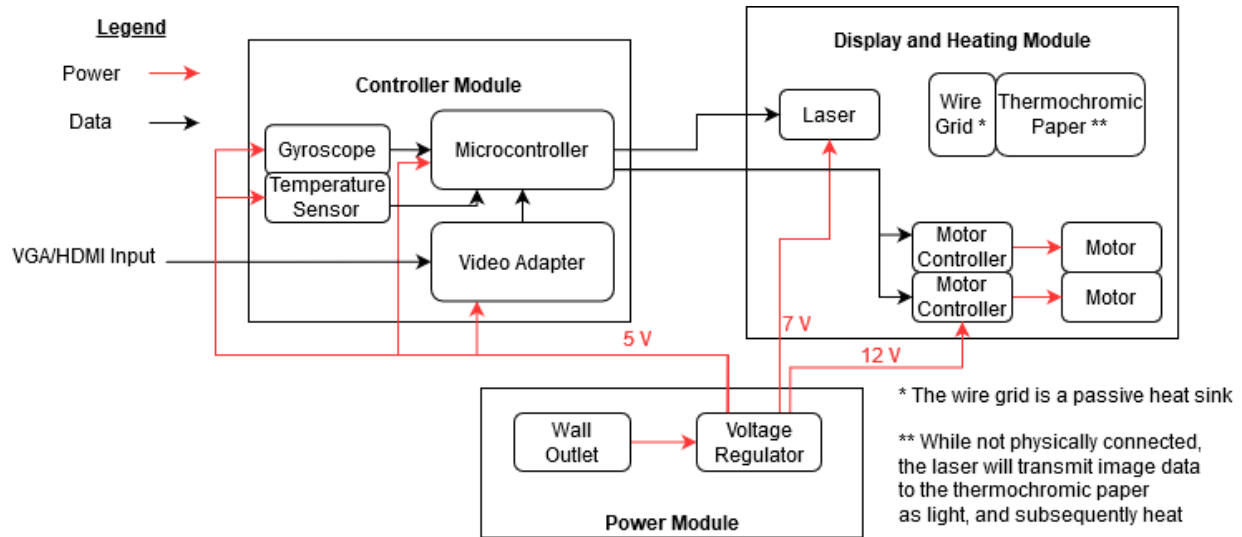 Legend
Power
Data
Controller Module
Gyroscope
Temperature
Sensor
Microcontroller
Video Adapter
VGA/HDMI Input
Display and Heating Module
Laser
Wire
Grid *
Thermochromic
Paper **
Motor
Controller
Motor
Motor
Controller
Motor
5 V
7 V
12 V
Wall
Outlet
Voltage
Regulator
Power Module
* The wire grid is a passive heat sink
** While not physically connected,
the laser will transmit image data
to the thermochromic paper
as light, and subsequently heat